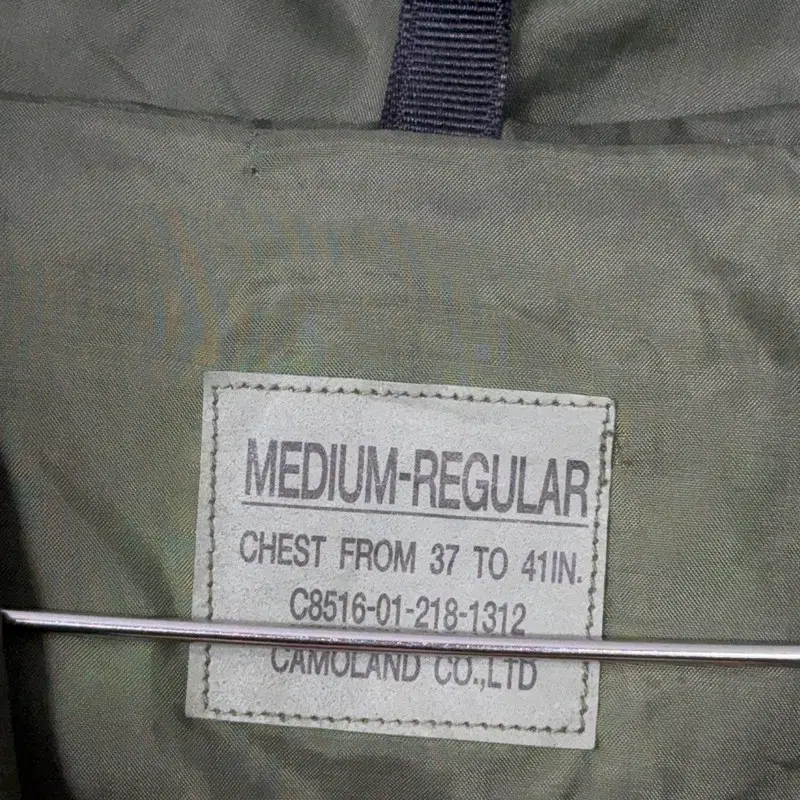 MEDIUM-REGULAR
CHEST FROM 37 TO 41IN.
C8516-01-218-1312
CAMOLAND CO.,LTD